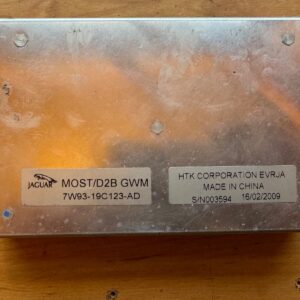 JAGUAR
MOST/D2B GWM
7W93-19C123-AD
HTK CORPORATION EVRJA
MADE IN CHINA
S/N003594 16/02/2009